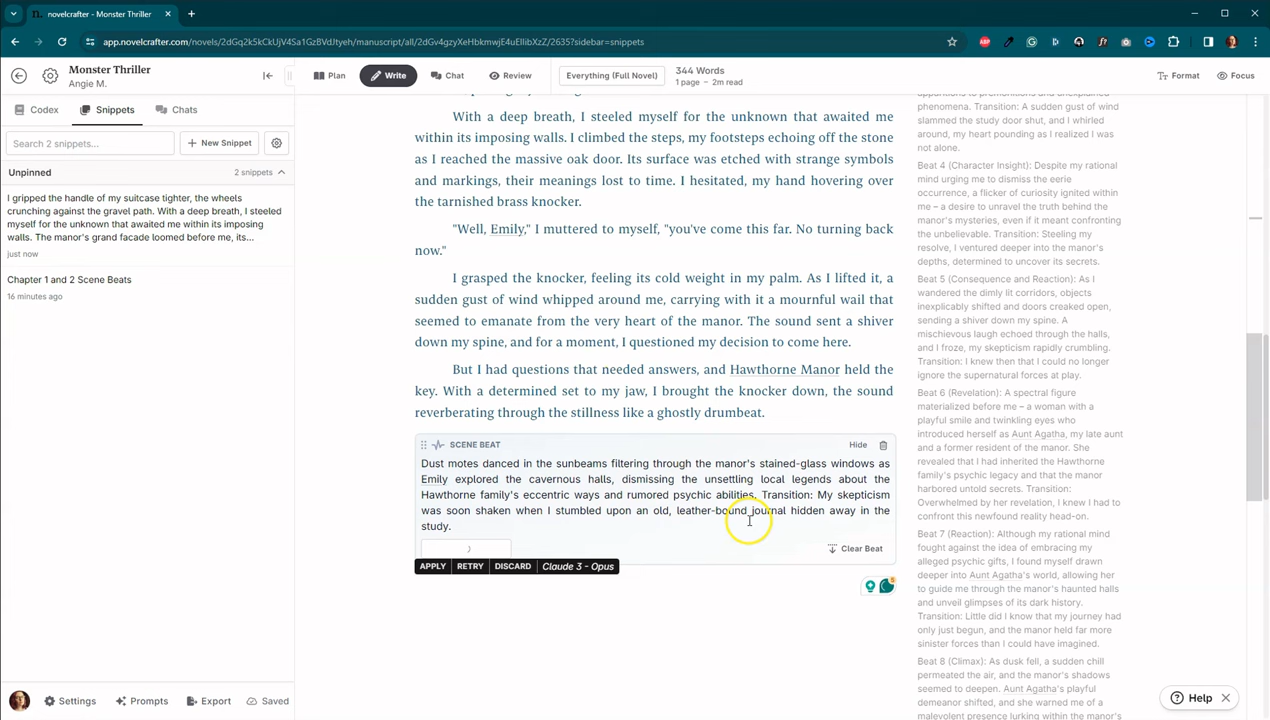 novelcrafter - Monster Thriller
app.novelcrafter.com/novels/2dGq2k5kCkUjV4Sa1GzBVdJtyeh/manuscript/all/2dGv4gzyXeHbkmwjE4uEllibXzZ/2635?sidebar=snippets
Monster Thriller
Angie M.
Plan
Write
Chat
Review
Everything (Full Novel)
344 Words
1 page • 2m read
Format
Focus
Codex
Snippets
Chats
Search 2 snippets...
+ New Snippet
Unpinned
2 snippets
I gripped the handle of my suitcase tighter, the wheels
crunching against the gravel path. With a deep breath, I steeled
myself for the unknown that awaited me within its imposing
walls. The manor's grand facade loomed before me, its...
just now
Chapter 1 and 2 Scene Beats
16 minutes ago
With a deep breath, I steeled myself for the unknown that awaited me
within its imposing walls. I climbed the steps, my footsteps echoing off the stone
as I reached the massive oak door. Its surface was etched with strange symbols
and markings, their meanings lost to time. I hesitated, my hand hovering over
the tarnished brass knocker.
"Well, Emily," I muttered to myself, "you've come this far. No turning back
now."
I grasped the knocker, feeling its cold weight in my palm. As I lifted it, a
sudden gust of wind whipped around me, carrying with it a mournful wail that
seemed to emanate from the very heart of the manor. The sound sent a shiver
down my spine, and for a moment, I questioned my decision to come here.
But I had questions that needed answers, and Hawthorne Manor held the
key. With a determined set to my jaw, I brought the knocker down, the sound
reverberating through the stillness like a ghostly drumbeat.
SCENE BEAT
Hide
Dust motes danced in the sunbeams filtering through the manor's stained-glass windows as
Emily explored the cavernous halls, dismissing the unsettling local legends about the
Hawthorne family's eccentric ways and rumored psychic abilities. Transition: My skepticism
was soon shaken when I stumbled upon an old, leather-bound journal hidden away in the
study.
Clear Beat
APPLY
RETRY
DISCARD
Claude 3 - Opus
phenomena. Transition: A sudden gust of wind
slammed the study door shut, and I whirled
around, my heart pounding as I realized I was
not alone.
Beat 4 (Character Insight): Despite my rational
mind urging me to dismiss the eerie
occurrence, a flicker of curiosity ignited within
me – a desire to unravel the truth behind the
manor's mysteries, even if it meant confronting
the unbelievable. Transition: Steeling my
resolve, I ventured deeper into the manor's
depths, determined to uncover its secrets.
Beat 5 (Consequence and Reaction): As I
wandered the dimly lit corridors, objects
inexplicably shifted and doors creaked open,
sending a shiver down my spine. A
mischievous laugh echoed through the halls,
and I froze, my skepticism rapidly crumbling.
Transition: I knew then that I could no longer
ignore the supernatural forces at play.
Beat 6 (Revelation): A spectral figure
materialized before me – a woman with a
playful smile and twinkling eyes who
introduced herself as Aunt Agatha, my late aunt
and a former resident of the manor. She
revealed that I had inherited the Hawthorne
family's psychic legacy and that the manor
harbored untold secrets. Transition:
Overwhelmed by her revelation, I knew I had to
confront this newfound reality head-on.
Beat 7 (Reaction): Although my rational mind
fought against the idea of embracing my
alleged psychic gifts, I found myself drawn
deeper into Aunt Agatha's world, allowing her
to guide me through the manor's haunted halls
and unveil glimpses of its dark history.
Transition: Little did I know that my journey had
only just begun, and the manor held far more
sinister forces than I could have imagined.
Beat 8 (Climax): As dusk fell, a sudden chill
permeated the air, and the manor's shadows
seemed to deepen. Aunt Agatha's playful
demeanor shifted, and she warned me of a
malevolent presence lurking within the manor's
Settings
Prompts
Export
Saved
Help